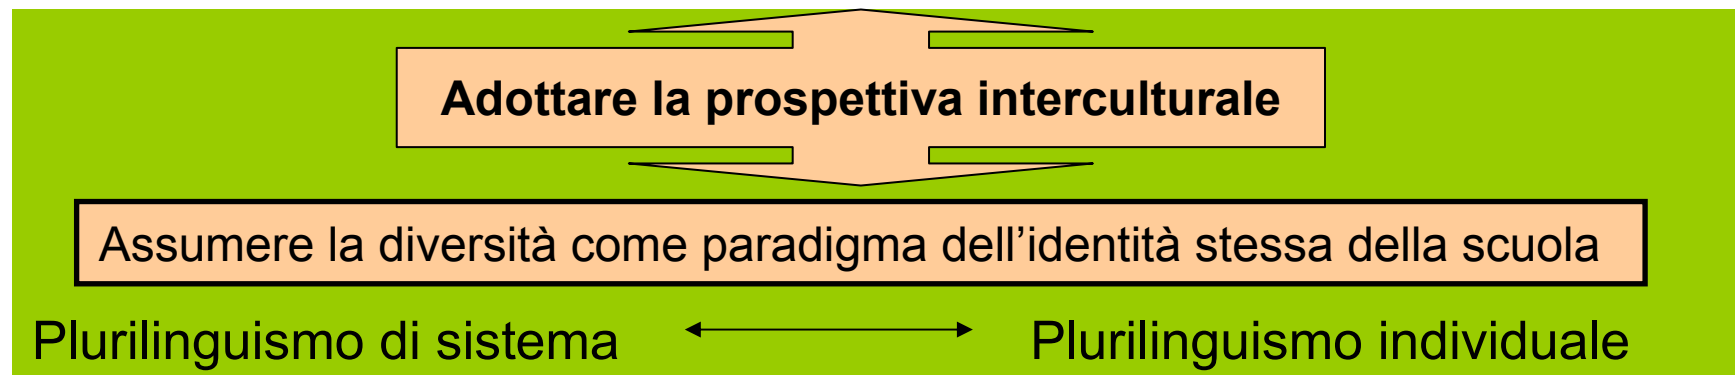 Adottare la prospettiva interculturale
Assumere la diversità come paradigma dell’identità stessa della scuola
Plurilinguismo di sistema
Plurilinguismo individuale